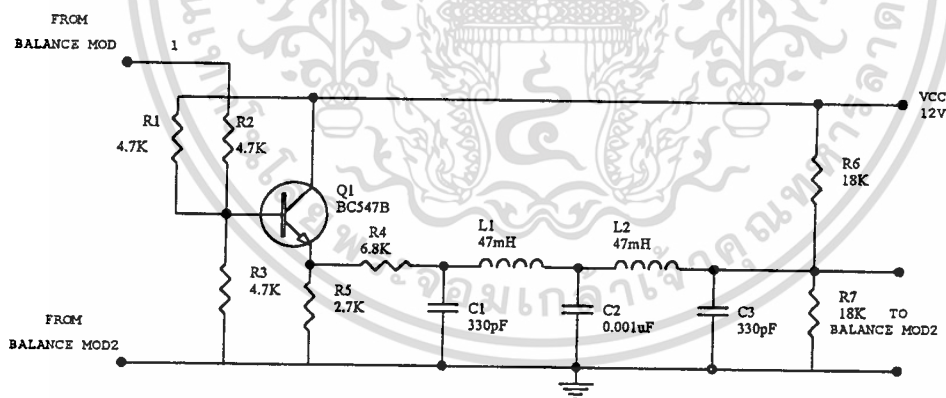 FROM
BALANCE MOD
1
VCC
12V
R1
4.7K
R2
4.7K
R6
18K
Q1
BC547B
R4
6.8K
L1
47mH
L2
47mH
R3
4.7K
R5
2.7K
C1
330pF
C2
0.001uF
C3
330pF
R7
18K
TO
BALANCE MOD2
FROM
BALANCE MOD2